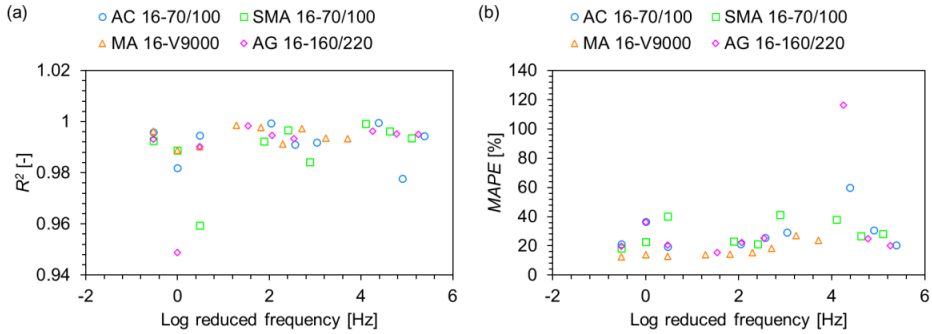 (a)
AC 16-70/100
SMA 16-70/100
MA 16-V9000
AG 16-160/220
1.02
1
0.98
0.96
0.94
R² [-]
-2
0
2
4
6
Log reduced frequency [Hz]
(b)
AC 16-70/100
SMA 16-70/100
MA 16-V9000
AG 16-160/220
140
120
100
80
60
40
20
0
MAPE [%]
-2
0
2
4
6
Log reduced frequency [Hz]